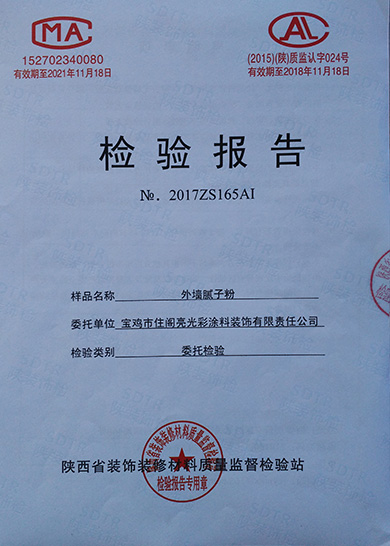 CMA
152702340080
有效期至2021年11月18日
CAL
(2015)(陕)质监认字024号
有效期至2018年11月18日
检验报告
№. 2017ZS165AI
样品名称 外墙腻子粉
委托单位 宝鸡市住阁亮光彩涂料装饰有限责任公司
检验类别 委托检验
陕西省装饰装修材料质量监督检验站
检验报告专用章